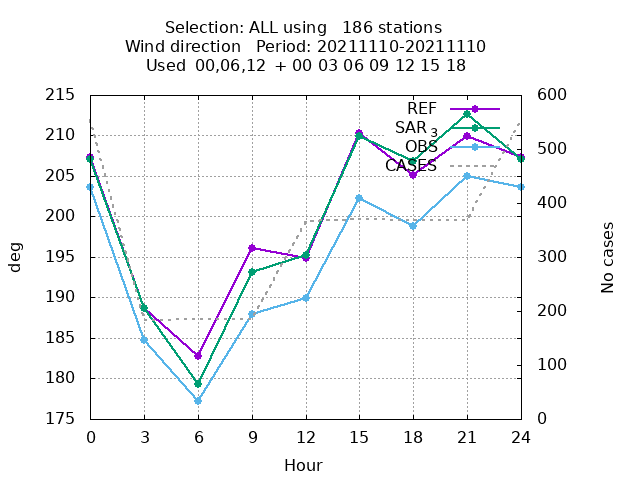 Selection: ALL using 186 stations
Wind direction Period: 20211110-20211110
Used 00,06,12 + 00 03 06 09 12 15 18
215
210
205
200
195
190
185
180
175
600
500
400
300
200
100
0
REF
SAR 3
OBS
CASES
deg
No cases
0 3 6 9 12 15 18 21 24
Hour